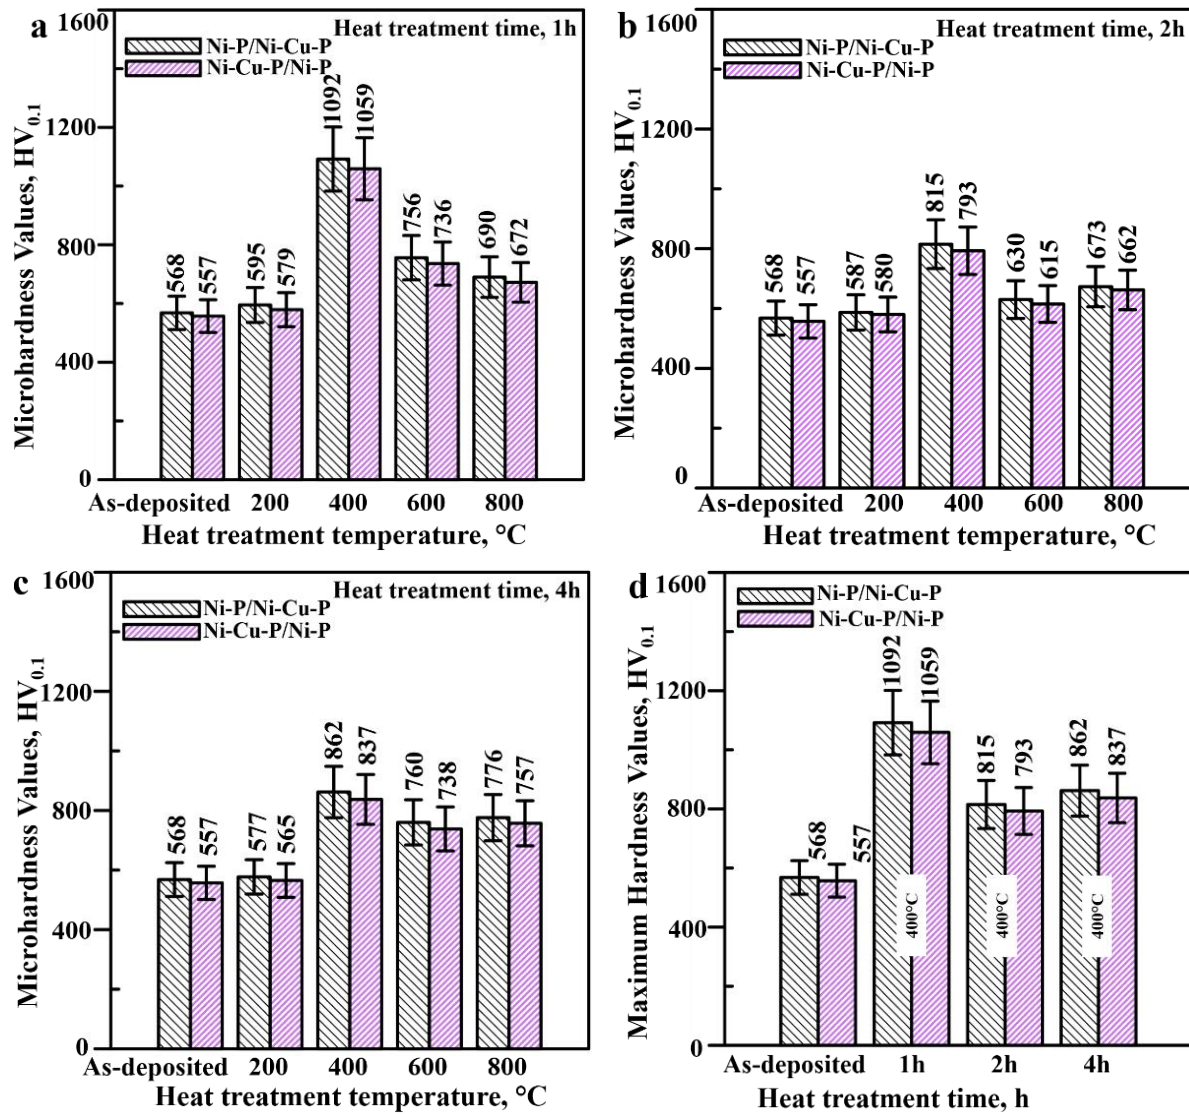 a
Heat treatment time, 1h
Ni-P/Ni-Cu-P
Ni-Cu-P/Ni-P
Microhardness Values, HV0.1
1600
1200
800
400
0
568
557
595
579
1092
1059
756
736
690
672
As-deposited 200 400 600 800
Heat treatment temperature, °C
b
Heat treatment time, 2h
Ni-P/Ni-Cu-P
Ni-Cu-P/Ni-P
Microhardness Values, HV0.1
1600
1200
800
400
0
568
557
587
580
815
793
630
615
673
662
As-deposited 200 400 600 800
Heat treatment temperature, °C
c
Heat treatment time, 4h
Ni-P/Ni-Cu-P
Ni-Cu-P/Ni-P
Microhardness Values, HV0.1
1600
1200
800
400
0
568
557
577
565
862
837
760
738
776
757
As-deposited 200 400 600 800
Heat treatment temperature, °C
d
Ni-P/Ni-Cu-P
Ni-Cu-P/Ni-P
Maximum Hardness Values, HV0.1
1600
1200
800
400
0
568
557
1092
1059
815
793
862
837
400°C
400°C
400°C
As-deposited 1h 2h 4h
Heat treatment time, h